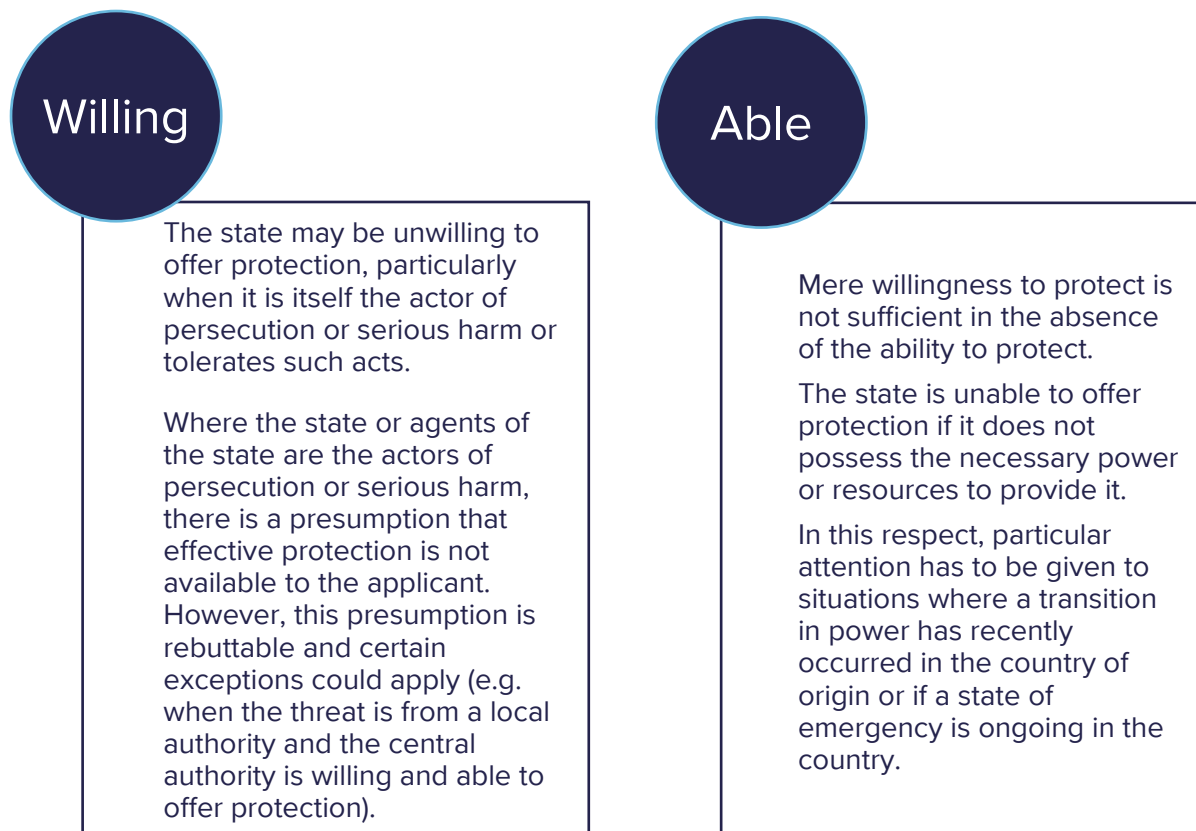 Willing
The state may be unwilling to
offer protection, particularly
when it is itself the actor of
persecution or serious harm or
tolerates such acts.
Where the state or agents of
the state are the actors of
persecution or serious harm,
there is a presumption that
effective protection is not
available to the applicant.
However, this presumption is
rebuttable and certain
exceptions could apply (e.g.
when the threat is from a local
authority and the central
authority is willing and able to
offer protection).
Able
Mere willingness to protect is
not sufficient in the absence
of the ability to protect.
The state is unable to offer
protection if it does not
possess the necessary power
or resources to provide it.
In this respect, particular
attention has to be given to
situations where a transition
in power has recently
occurred in the country of
origin or if a state of
emergency is ongoing in the
country.